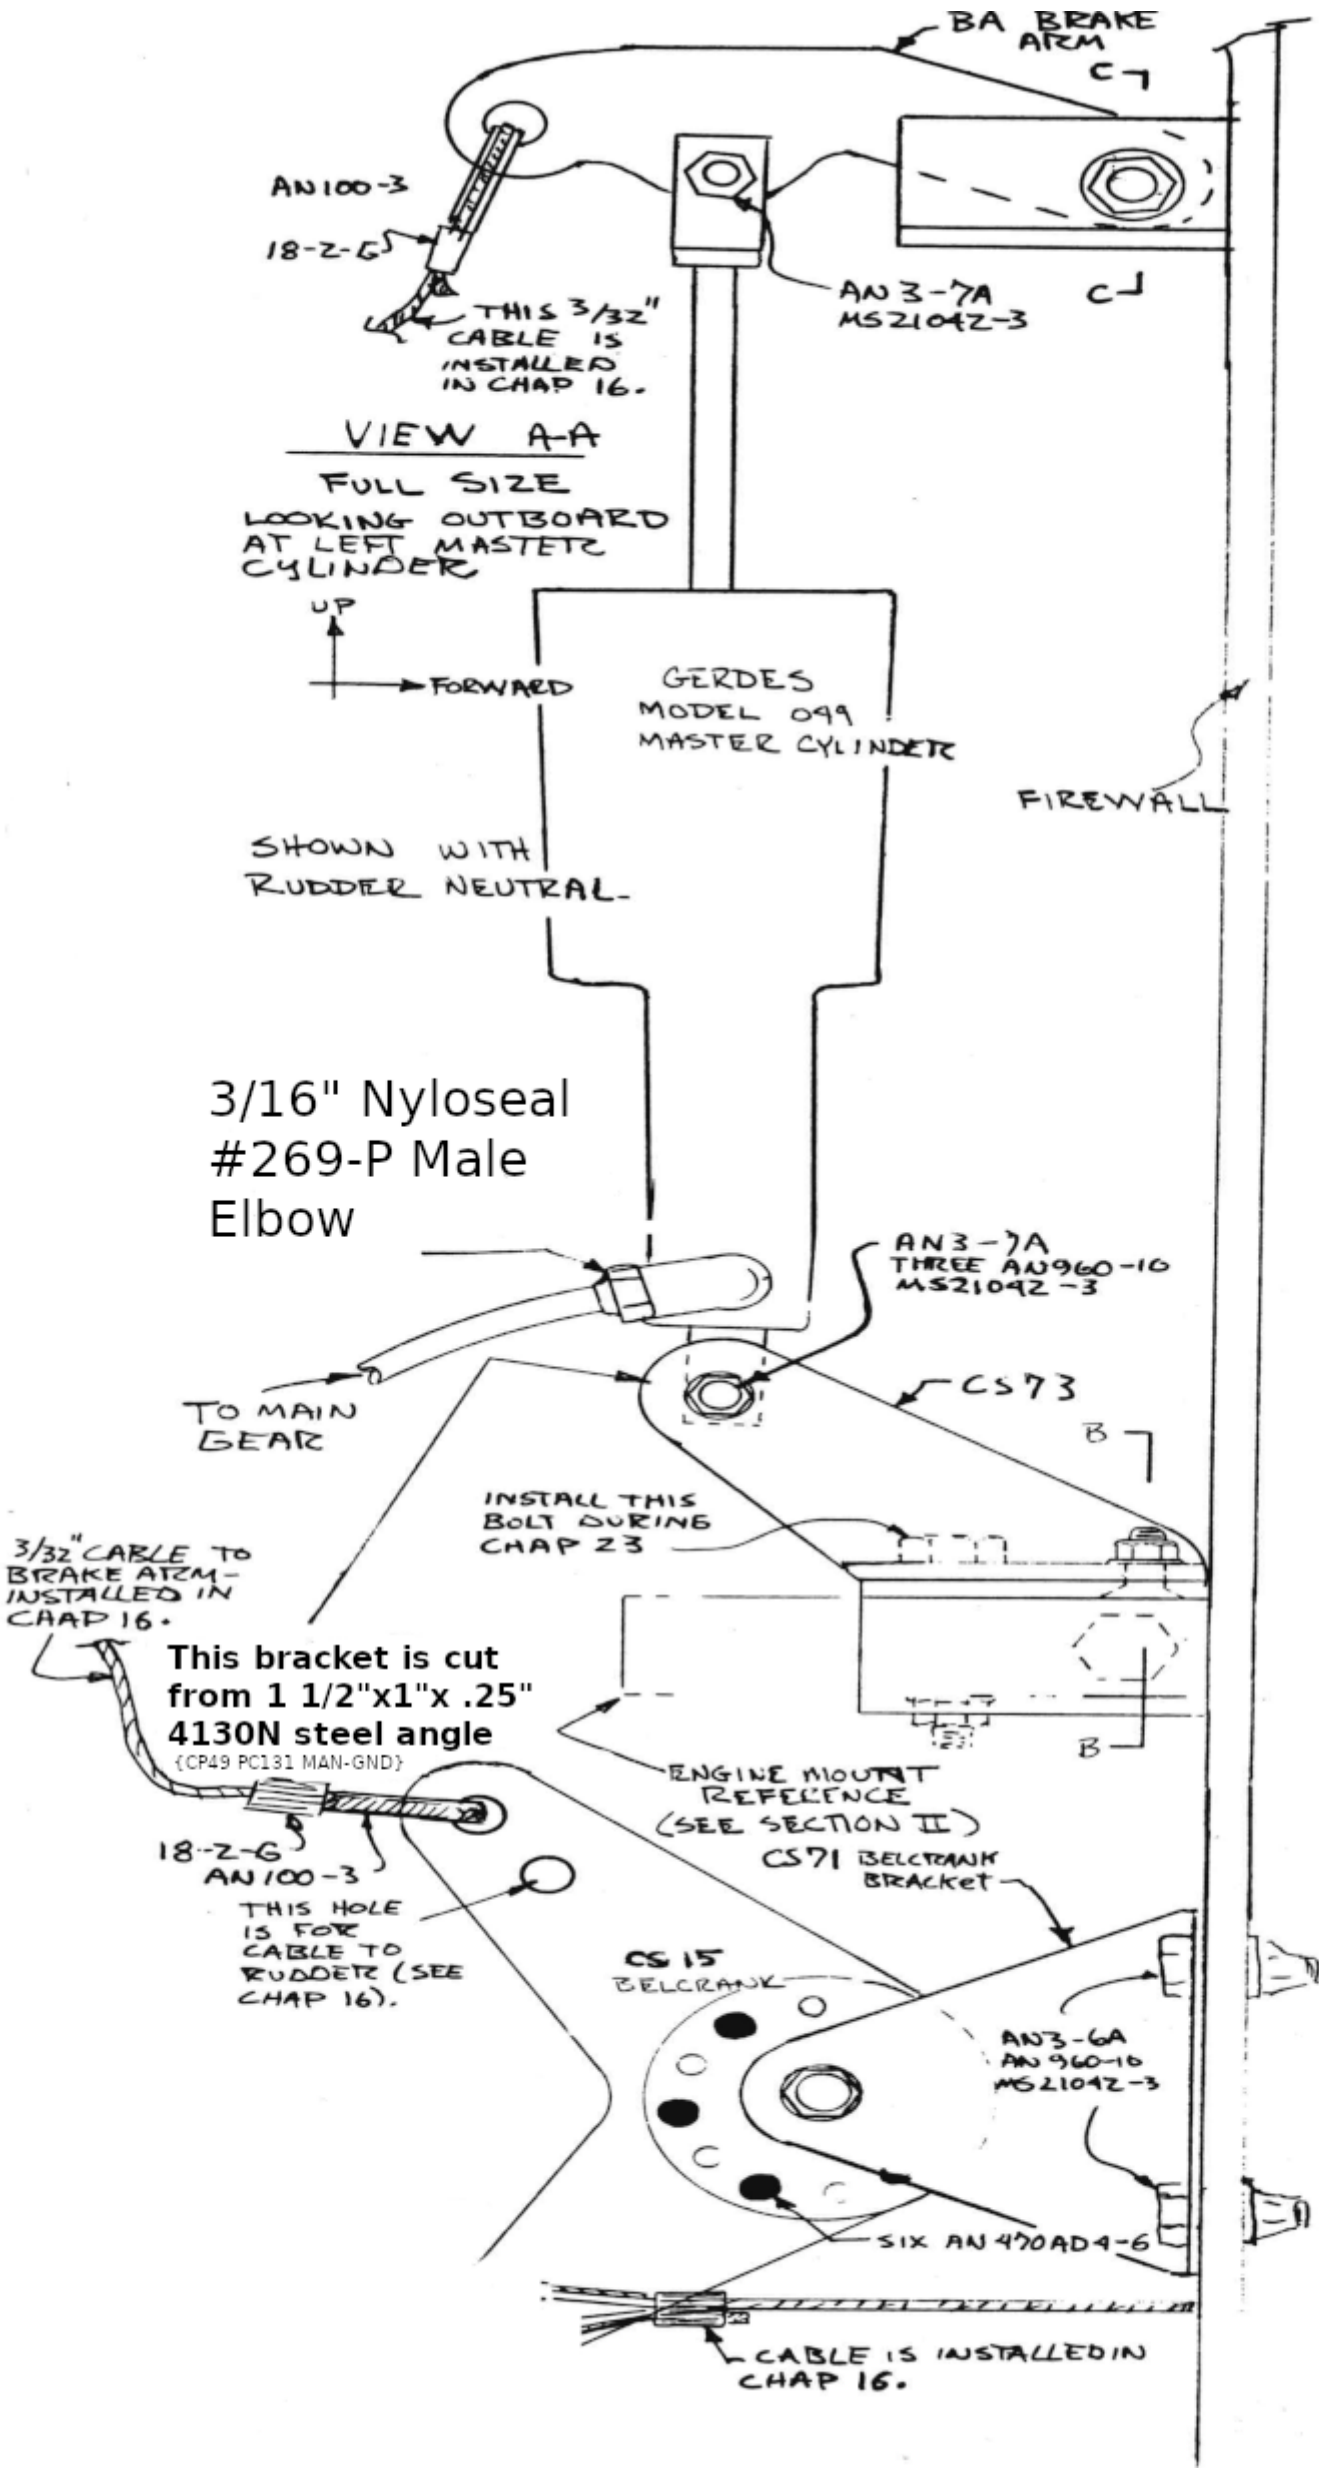 BA BRAKE
ARM
C
AN100-3
18-2-G
THIS 3/32"
CABLE IS
INSTALLED
IN CHAP 16.
AN3-7A
MS21042-3
C
VIEW A-A
FULL SIZE
LOOKING OUTBOARD
AT LEFT MASTER
CYLINDER
UP
FORWARD
GERDES
MODEL 049
MASTER CYLINDER
FIREWALL
SHOWN WITH
RUDDER NEUTRAL-
3/16" Nyloseal
#269-P Male
Elbow
AN3-7A
THREE AN960-10
MS21042-3
TO MAIN
GEAR
CS73
B
INSTALL THIS
BOLT DURING
CHAP 23
3/32" CABLE TO
BRAKE ARM-
INSTALLED IN
CHAP 16.
This bracket is cut
from 1 1/2"x1"x .25"
4130N steel angle
{CP49 PC131 MAN-GND}
B
ENGINE MOUNT
REFERENCE
(SEE SECTION II)
18-2-G
AN100-3
CS71 BELCRANK
BRACKet
THIS HOLE
IS FOR
CABLE TO
RUDDER (SEE
CHAP 16).
CS15
BELCRANK
AN3-6A
AN960-10
MS21042-3
SIX AN470AD4-6
CABLE IS INSTALLED IN
CHAP 16.